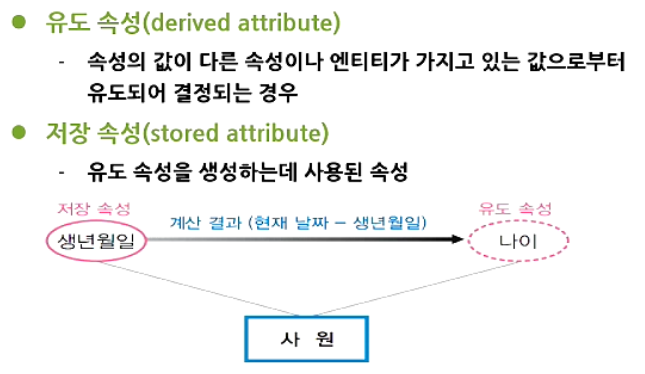 ● 유도 속성(derived attribute)
- 속성의 값이 다른 속성이나 엔티티가 가지고 있는 값으로부터
유도되어 결정되는 경우
● 저장 속성(stored attribute)
- 유도 속성을 생성하는데 사용된 속성
저장 속성 유도 속성
계산 결과 (현재 날짜 – 생년월일)
생년월일 나이
사 원